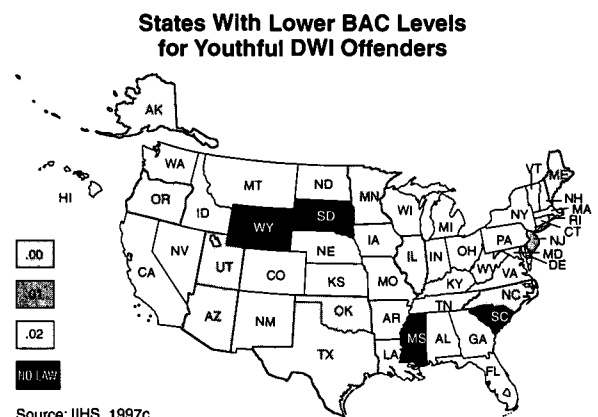 States With Lower BAC Levels
for Youthful DWI Offenders
AK
WA
MT
ND
MN
VT
ME
HI
OR
ID
WY
SD
WI
MI
NY
NH
MA
RI
CT
NV
NE
IA
IL
IN
OH
PA
NJ
MD
DE
.00
CA
UT
CO
KS
MO
WV
VA
KY
.01
AZ
NM
OK
AR
TN
NC
SC
.02
TX
LA
MS
AL
GA
FL
NO LAW
Source: IIHS, 1997c